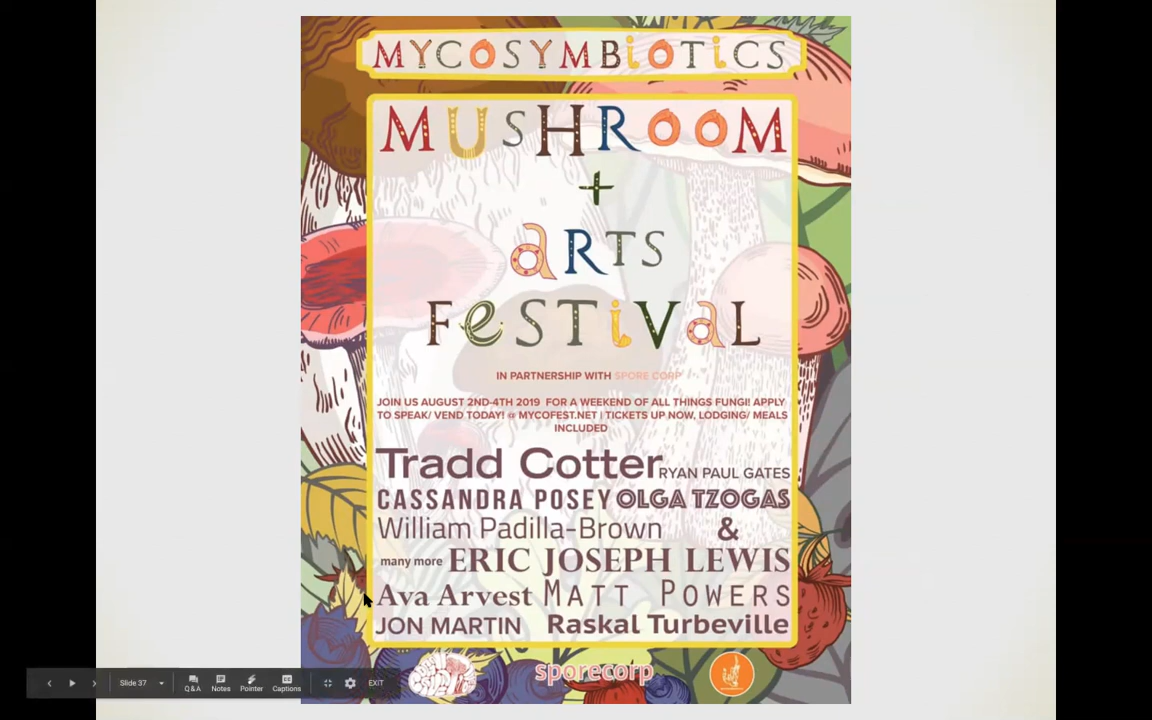 MYCOSYMBiOTiCS
MUSHROOM
+
aRTS
FeSTiVaL
IN PARTNERSHIP WITH SPORE CORP
JOIN US AUGUST 2ND-4TH 2019 FOR A WEEKEND OF ALL THINGS FUNGI! APPLY
TO SPEAK/ VEND TODAY! @ MYCOFEST.NET | TICKETS UP NOW, LODGING/ MEALS
INCLUDED
Tradd Cotter RYAN PAUL GATES
CASSANDRA POSEY OLGA TZOGAS
William Padilla-Brown &
many more ERIC JOSEPH LEWIS
Ava Arvest MATT POWERS
JON MARTIN Raskal Turbeville
sporecorp
Slide 37 Q&A Notes Pointer Captions EXIT